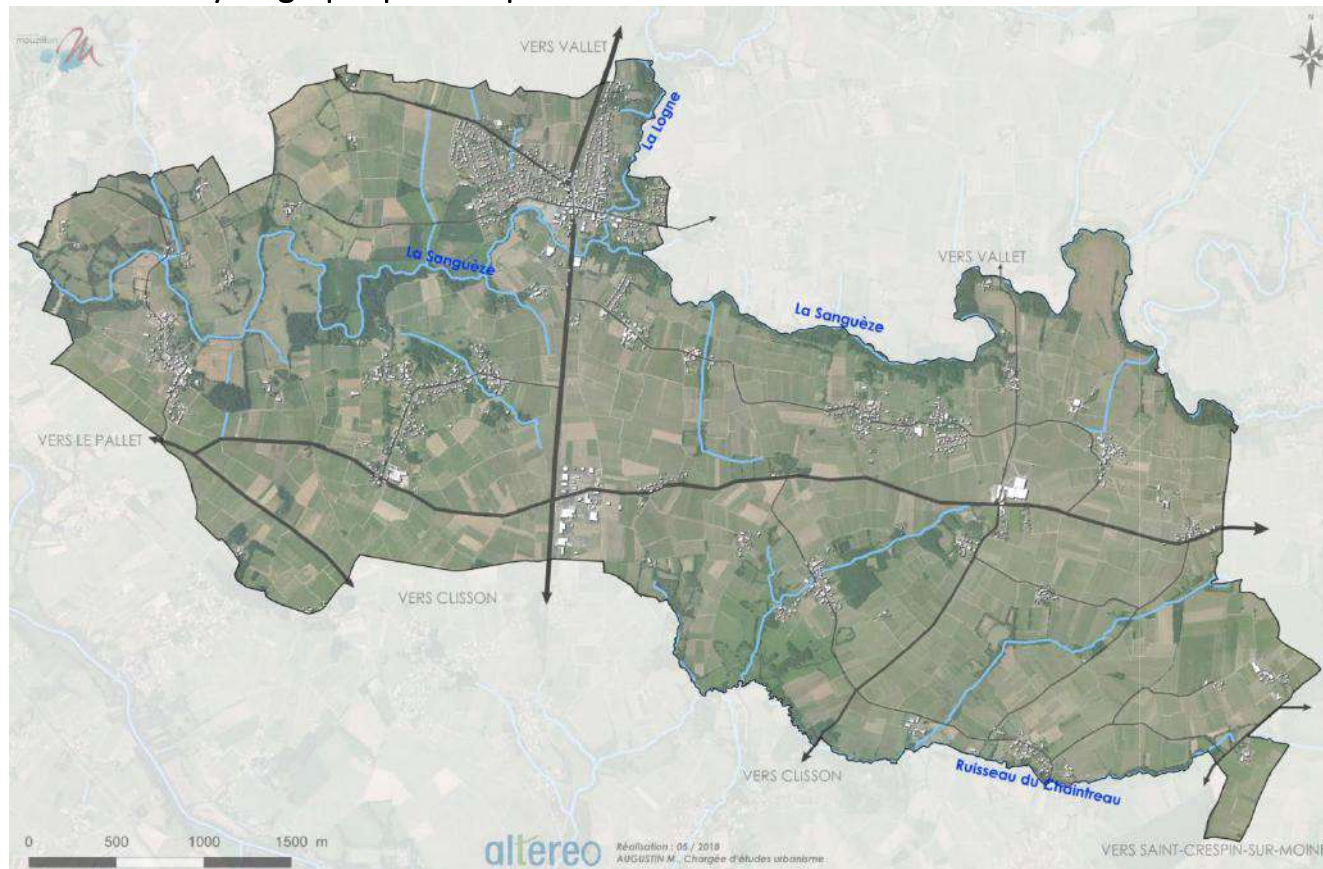 mouzillon
VERS VALLET
N
La Logne
La Sanguèze
VERS VALLET
La Sanguèze
VERS LE PALLET
VERS CLISSON
VERS CLISSON
Ruisseau du Chaintreau
0 500 1000 1500 m
altereo
Réalisation : 05 / 2018
AUGUSTIN M., Chargée d'études urbanisme
VERS SAINT-CRESPIN-SUR-MOINE